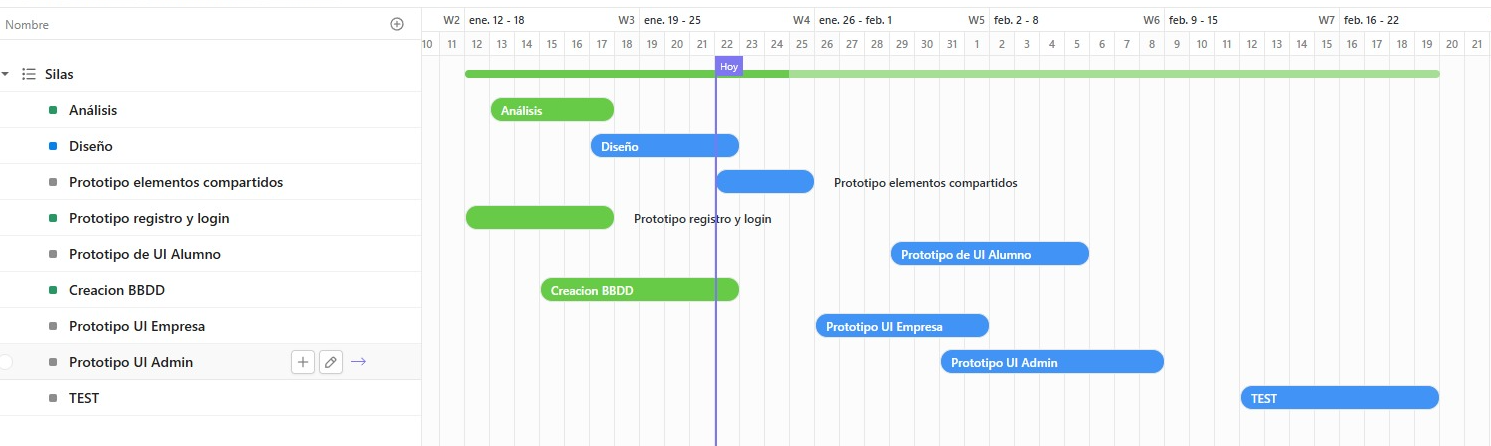 Nombre
W2 ene. 12 - 18 W3 ene. 19 - 25 W4 ene. 26 - feb. 1 W5 feb. 2 - 8 W6 feb. 9 - 15 W7 feb. 16 - 22
10 11 12 13 14 15 16 17 18 19 20 21 22 23 24 25 26 27 28 29 30 31 1 2 3 4 5 6 7 8 9 10 11 12 13 14 15 16 17 18 19 20 21
Hoy
Silas
Análisis Análisis
Diseño Diseño
Prototipo elementos compartidos Prototipo elementos compartidos
Prototipo registro y login Prototipo registro y login
Prototipo de UI Alumno Prototipo de UI Alumno
Creacion BBDD Creacion BBDD
Prototipo UI Empresa Prototipo UI Empresa
Prototipo UI Admin Prototipo UI Admin
TEST TEST